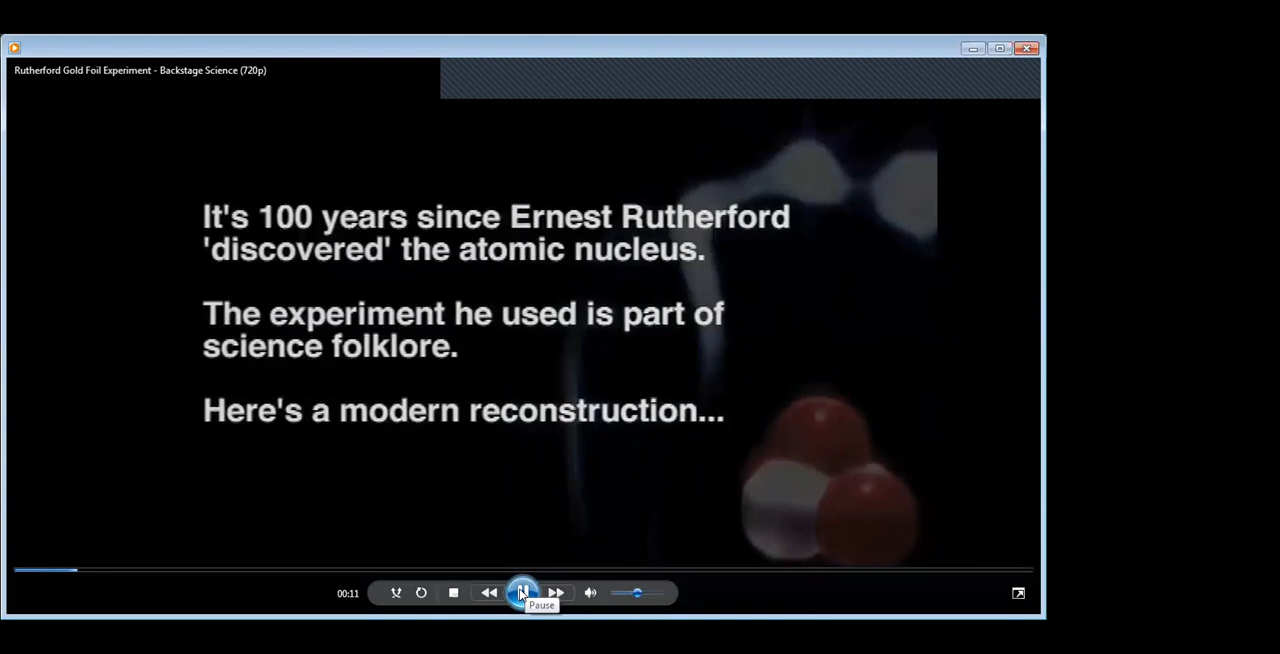 Rutherford Gold Foil Experiment - Backstage Science (720p)
It's 100 years since Ernest Rutherford
'discovered' the atomic nucleus.
The experiment he used is part of
science folklore.
Here's a modern reconstruction...
00:11
Pause